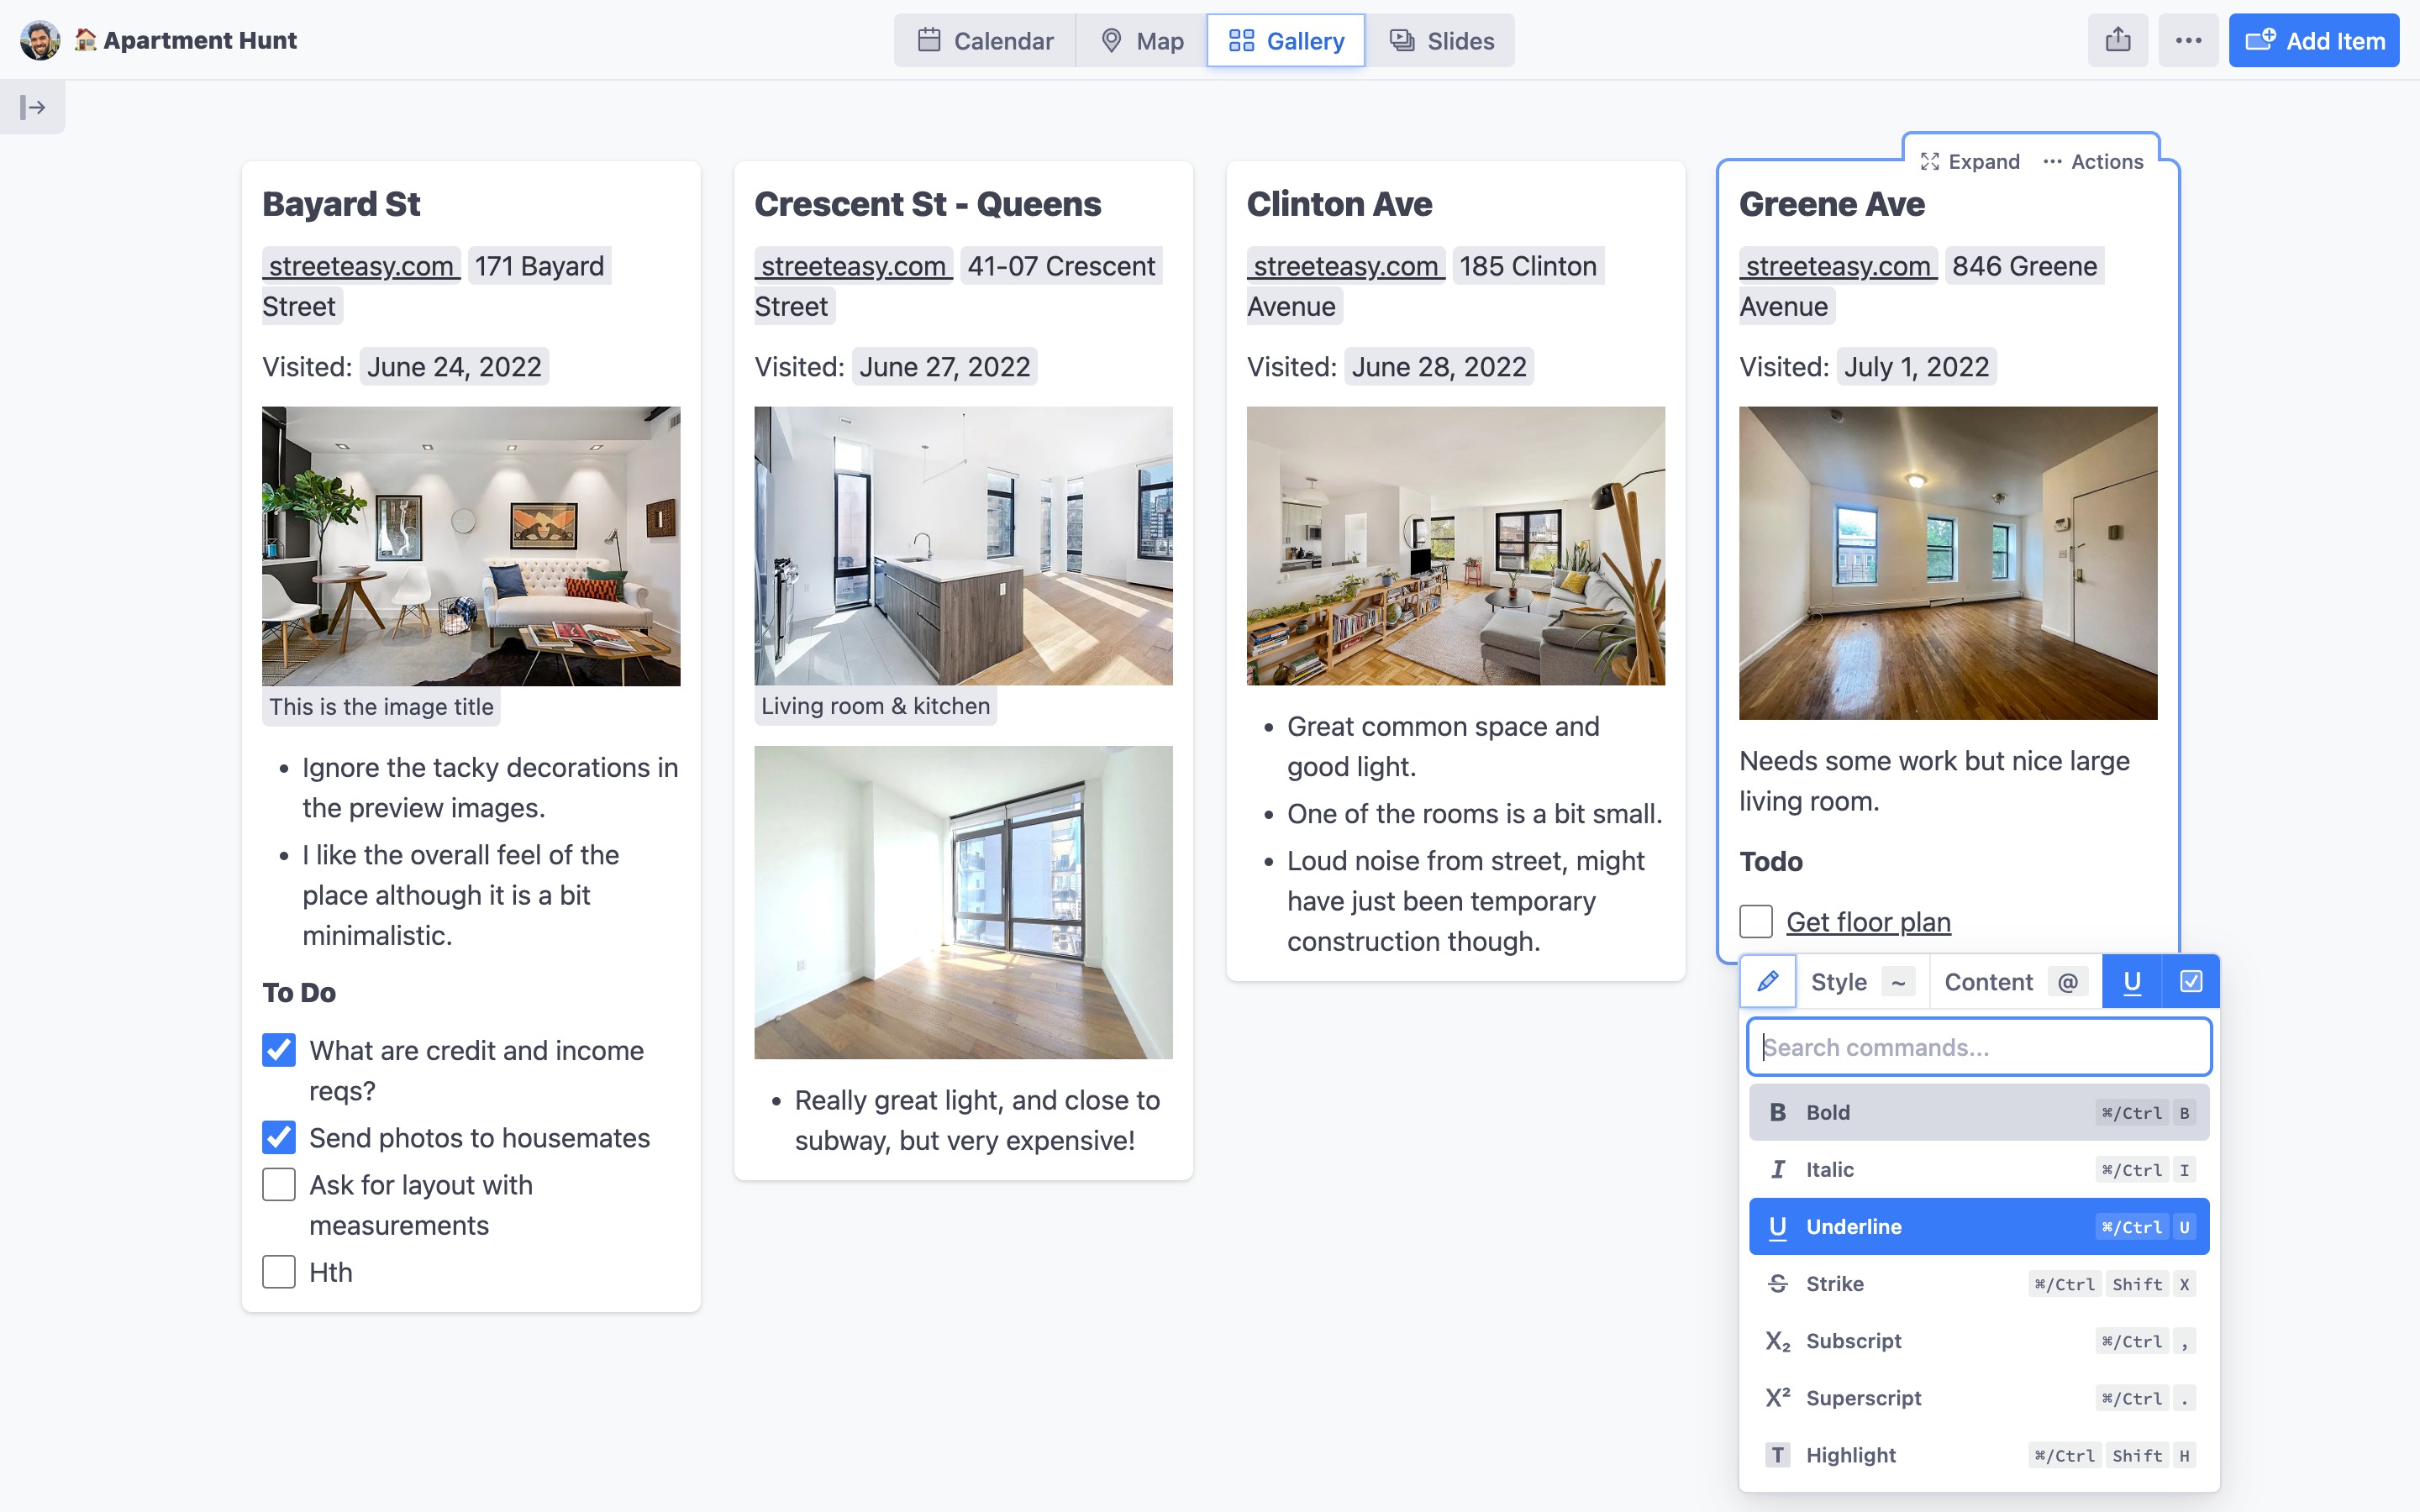 🏠 Apartment Hunt
Calendar
Map
Gallery
Slides
Add Item
Bayard St
streeteasy.com 171 Bayard
Street
Visited: June 24, 2022
This is the image title
• Ignore the tacky decorations in
the preview images.
• I like the overall feel of the
place although it is a bit
minimalistic.
To Do
What are credit and income
reqs?
Send photos to housemates
Ask for layout with
measurements
Hth
Crescent St - Queens
streeteasy.com 41-07 Crescent
Street
Visited: June 27, 2022
Living room & kitchen
• Really great light, and close to
subway, but very expensive!
Clinton Ave
streeteasy.com 185 Clinton
Avenue
Visited: June 28, 2022
• Great common space and
good light.
• One of the rooms is a bit small.
• Loud noise from street, might
have just been temporary
construction though.
Expand ··· Actions
Greene Ave
streeteasy.com 846 Greene
Avenue
Visited: July 1, 2022
Needs some work but nice large
living room.
Todo
Get floor plan
Style ~ Content @ U
Search commands...
B Bold ⌘/Ctrl B
I Italic ⌘/Ctrl I
U Underline ⌘/Ctrl U
S Strike ⌘/Ctrl Shift X
X₂ Subscript ⌘/Ctrl ,
X² Superscript ⌘/Ctrl .
T Highlight ⌘/Ctrl Shift H